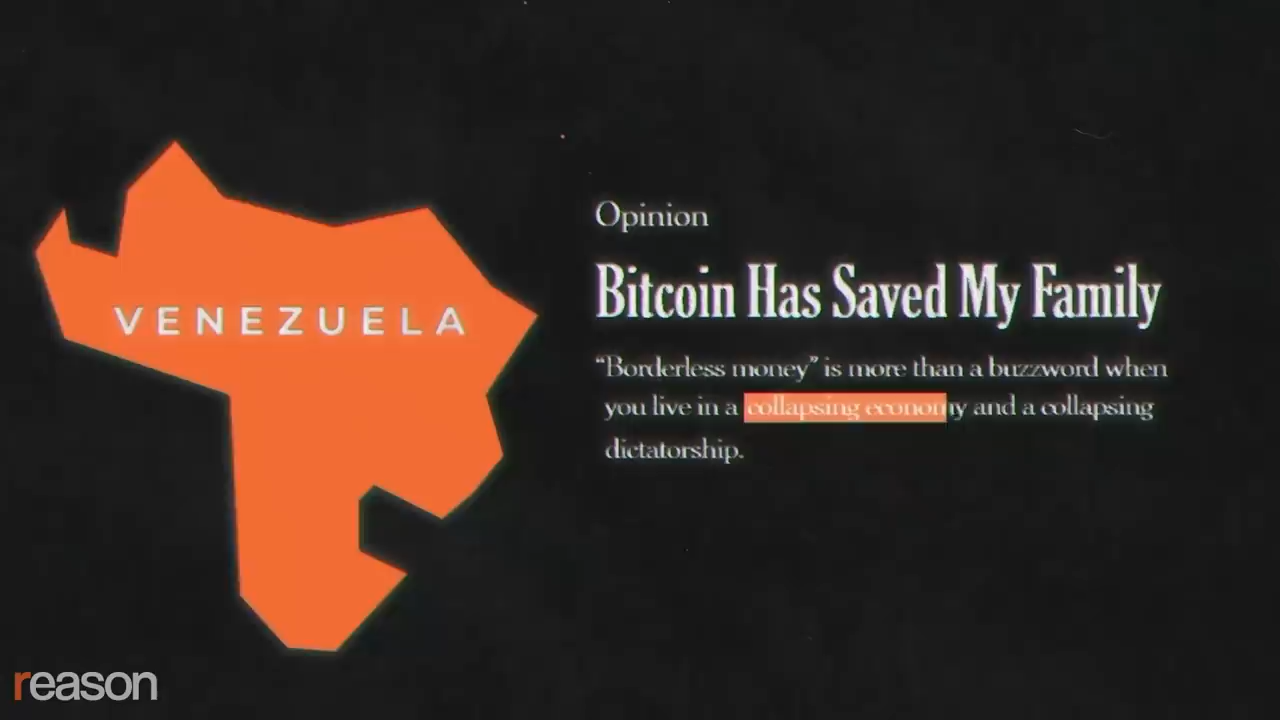 VENEZUELA
Opinion
Bitcoin Has Saved My Family
“Borderless money” is more than a buzzword when
you live in a collapsing economy and a collapsing
dictatorship.
reason